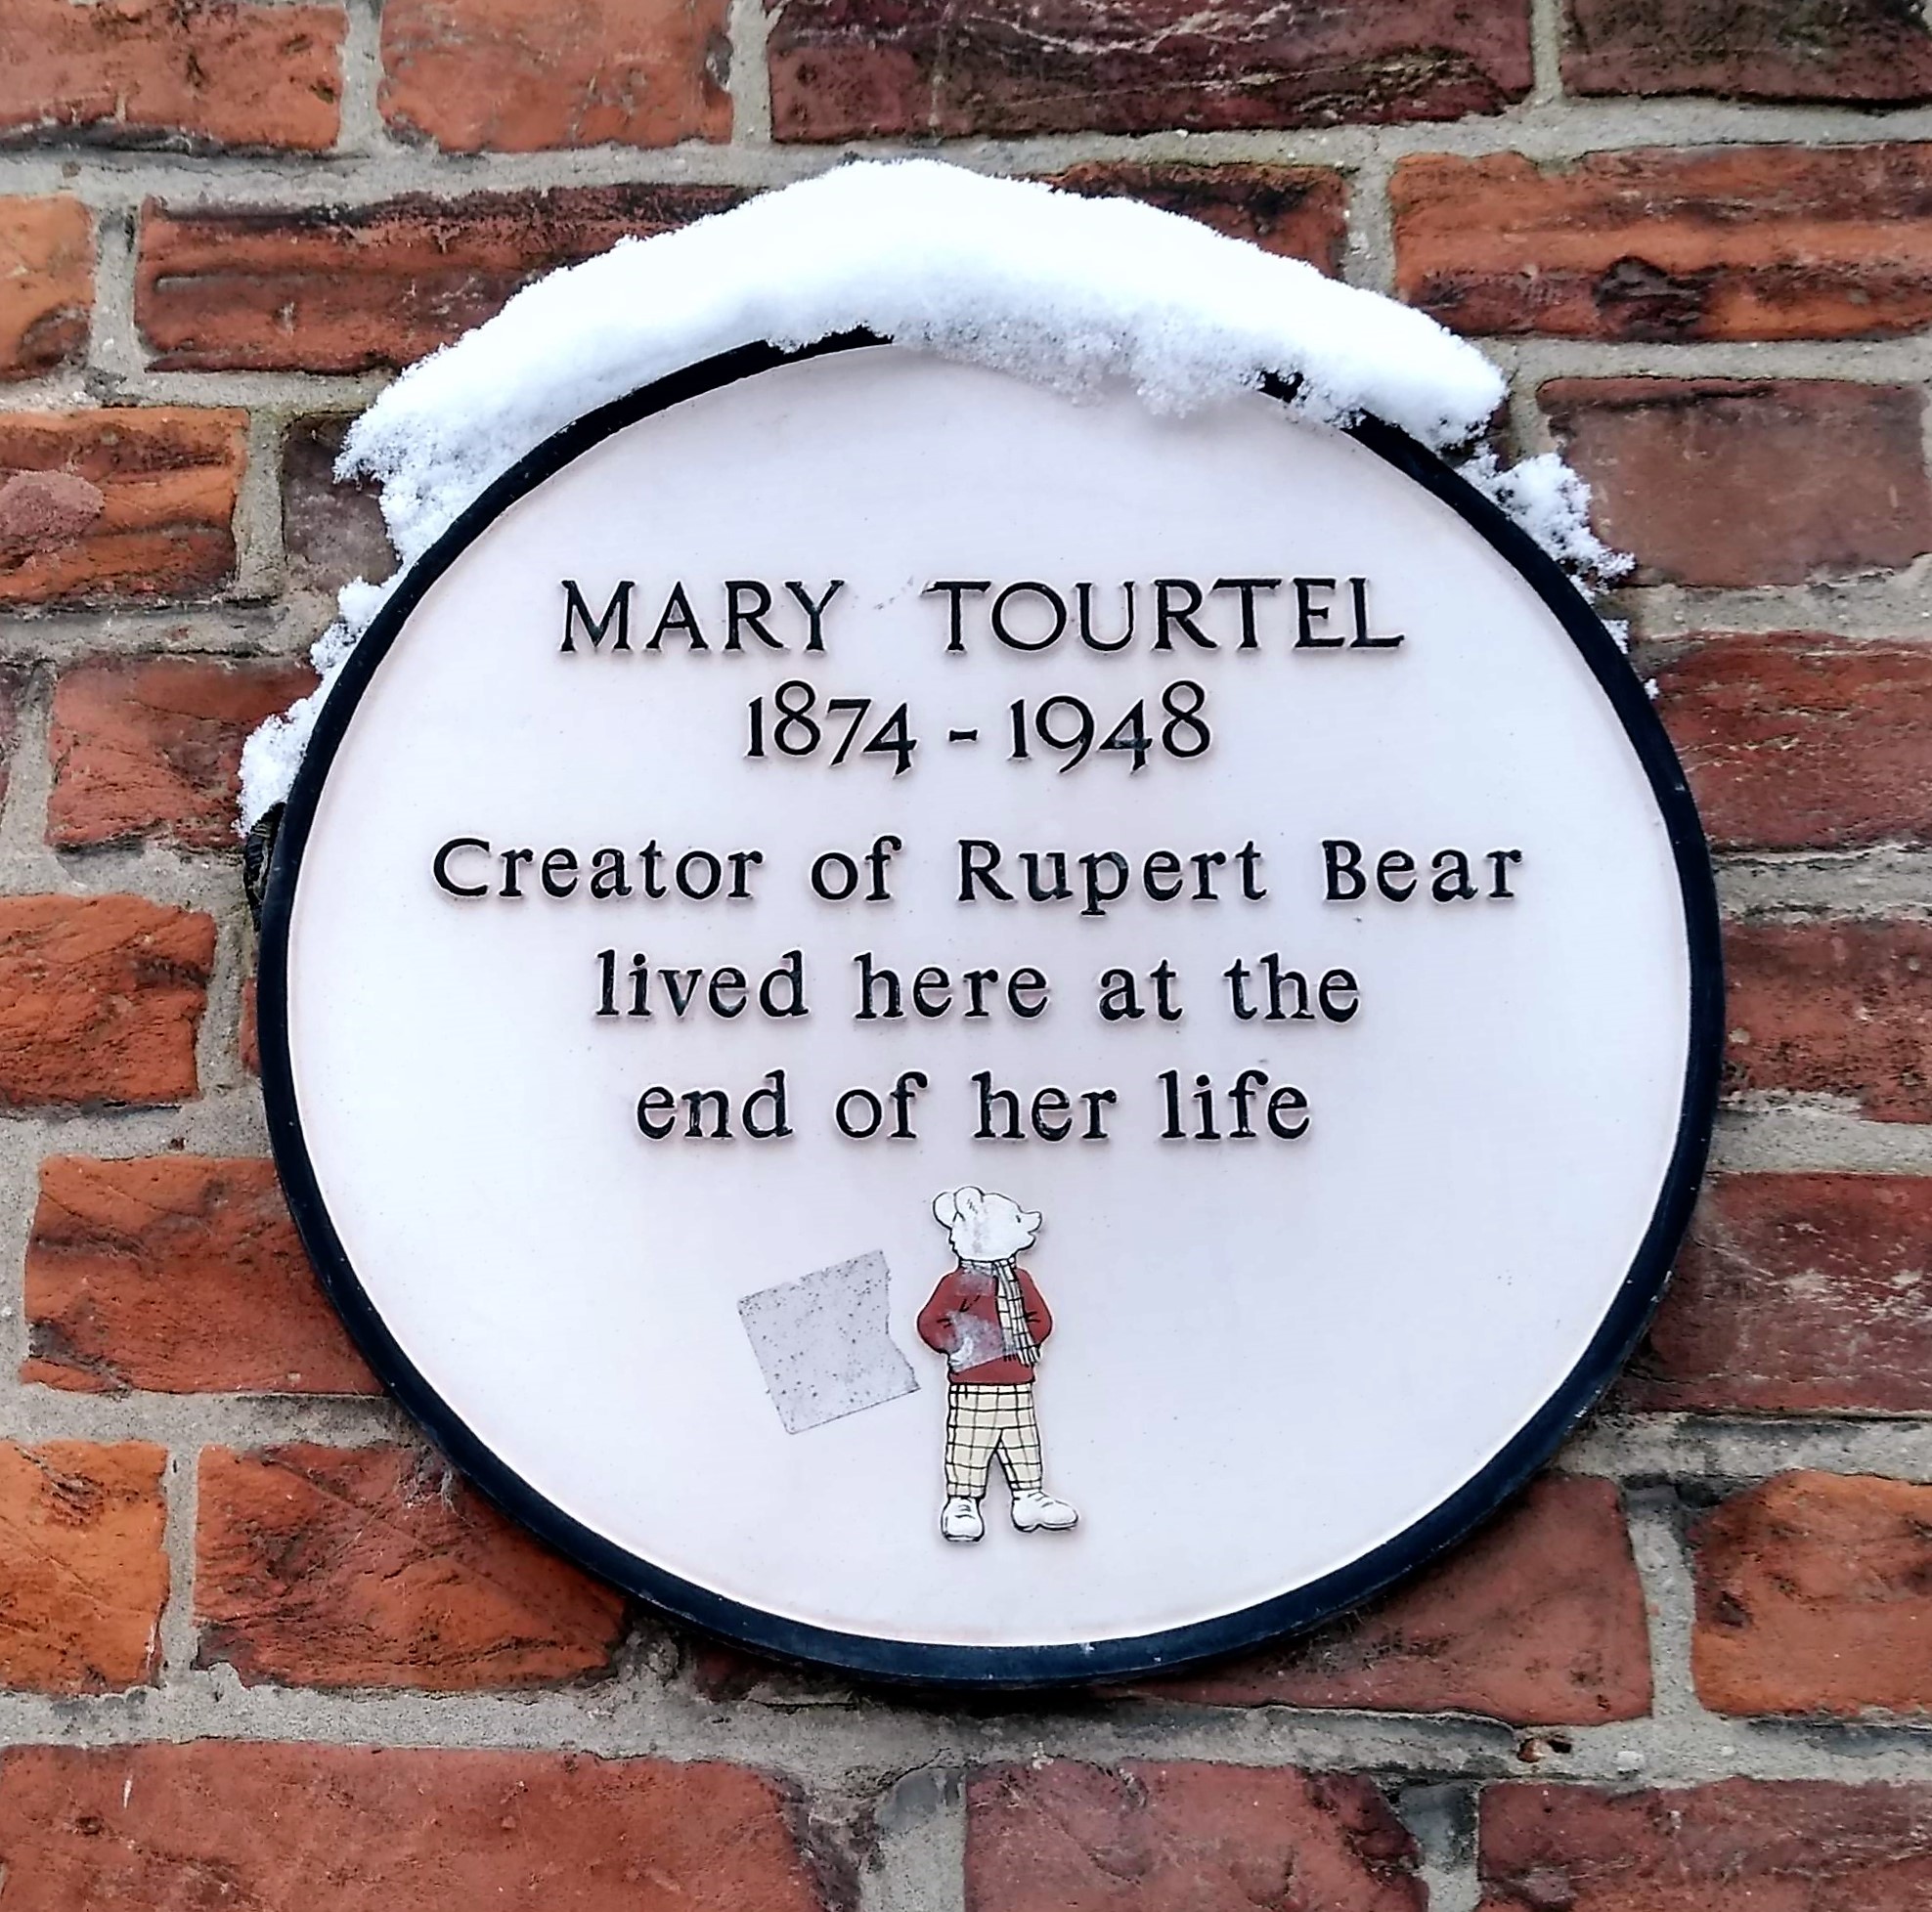 MARY TOURTEL
1874 - 1948
Creator of Rupert Bear
lived here at the
end of her life